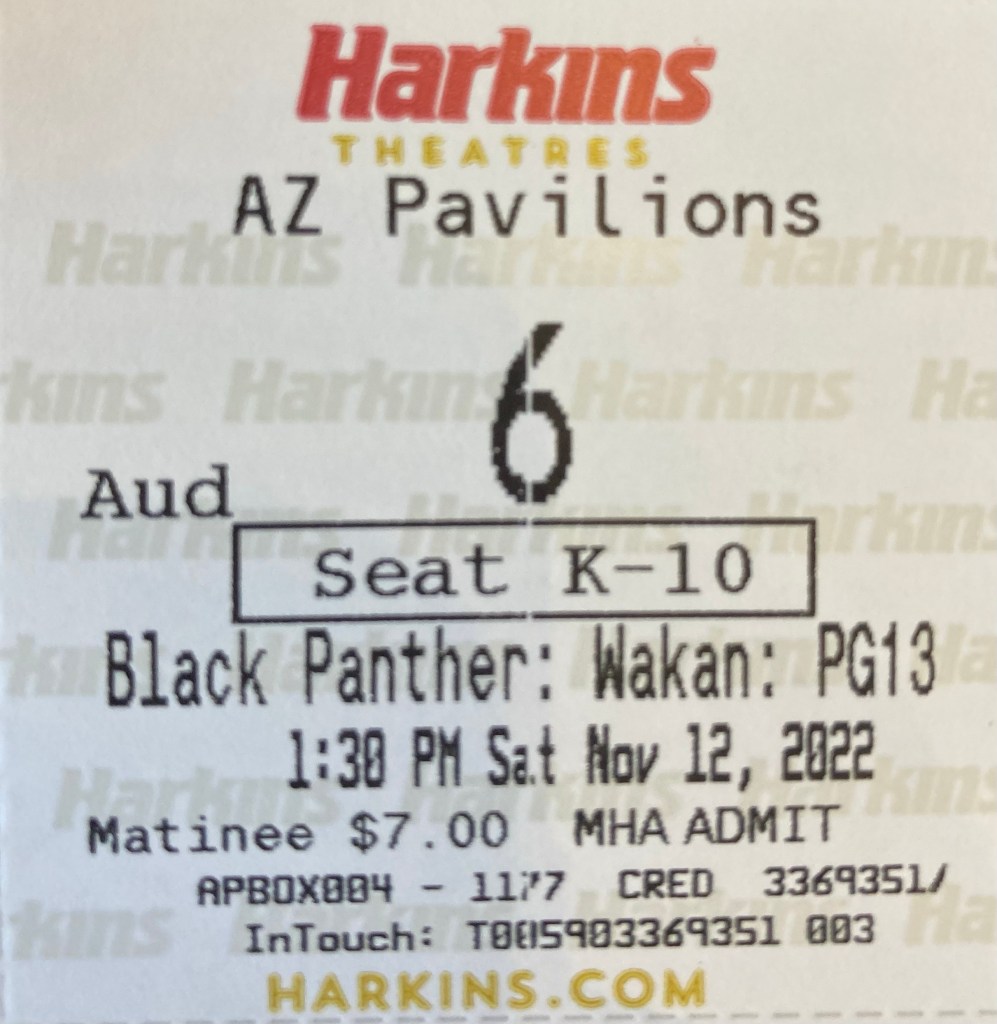 Harkins
THEATRES
AZ Pavilions
Aud 6
Seat K-10
Black Panther: Wakan: PG13
1:30 PM Sat Nov 12, 2022
Matinee $7.00 MHA ADMIT
APBOX004 - 1177 CRED 3369351/
InTouch: 003
HARKINS.COM